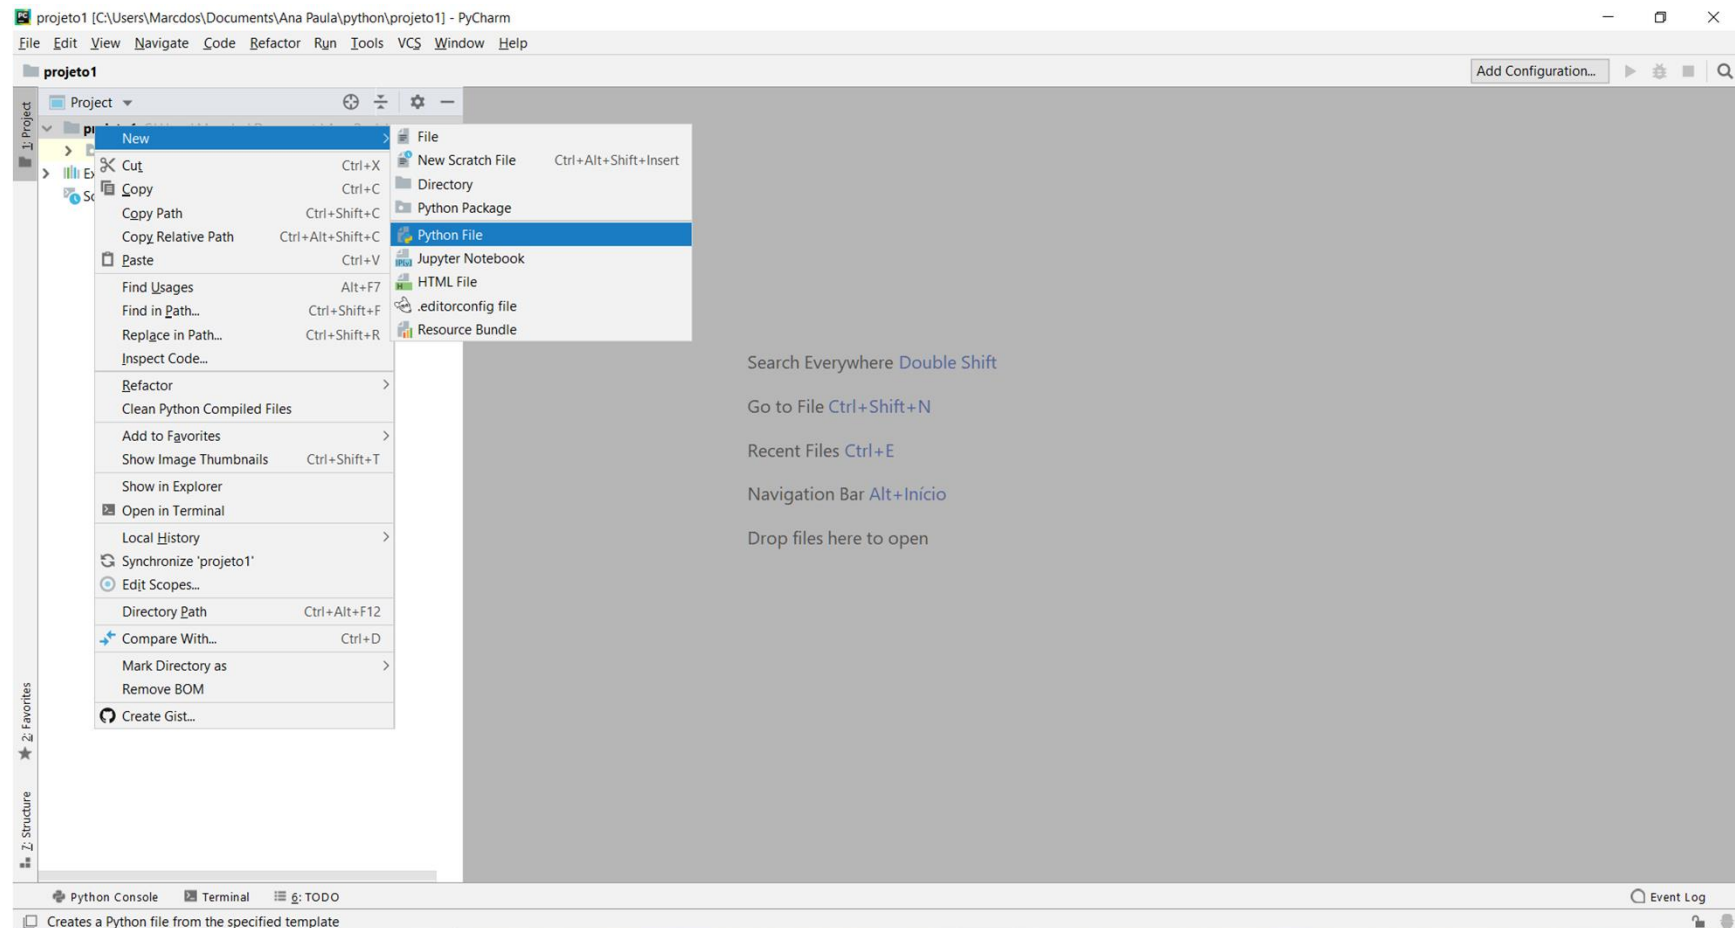 projeto1 [C:\Users\Marcdos\Documents\Ana Paula\python\projeto1] - PyCharm
File Edit View Navigate Code Refactor Run Tools VCS Window Help
projeto1
Add Configuration...
1: Project
Project
New
Cut Ctrl+X
Copy Ctrl+C
Copy Path Ctrl+Shift+C
Copy Relative Path Ctrl+Alt+Shift+C
Paste Ctrl+V
Find Usages Alt+F7
Find in Path... Ctrl+Shift+F
Replace in Path... Ctrl+Shift+R
Inspect Code...
Refactor
Clean Python Compiled Files
Add to Favorites
Show Image Thumbnails Ctrl+Shift+T
Show in Explorer
Open in Terminal
Local History
Synchronize 'projeto1'
Edit Scopes...
Directory Path Ctrl+Alt+F12
Compare With... Ctrl+D
Mark Directory as
Remove BOM
Create Gist...
File
New Scratch File Ctrl+Alt+Shift+Insert
Directory
Python Package
Python File
Jupyter Notebook
HTML File
.editorconfig file
Resource Bundle
Search Everywhere Double Shift
Go to File Ctrl+Shift+N
Recent Files Ctrl+E
Navigation Bar Alt+Início
Drop files here to open
2: Favorites
7: Structure
Python Console Terminal 6: TODO
Event Log
Creates a Python file from the specified template